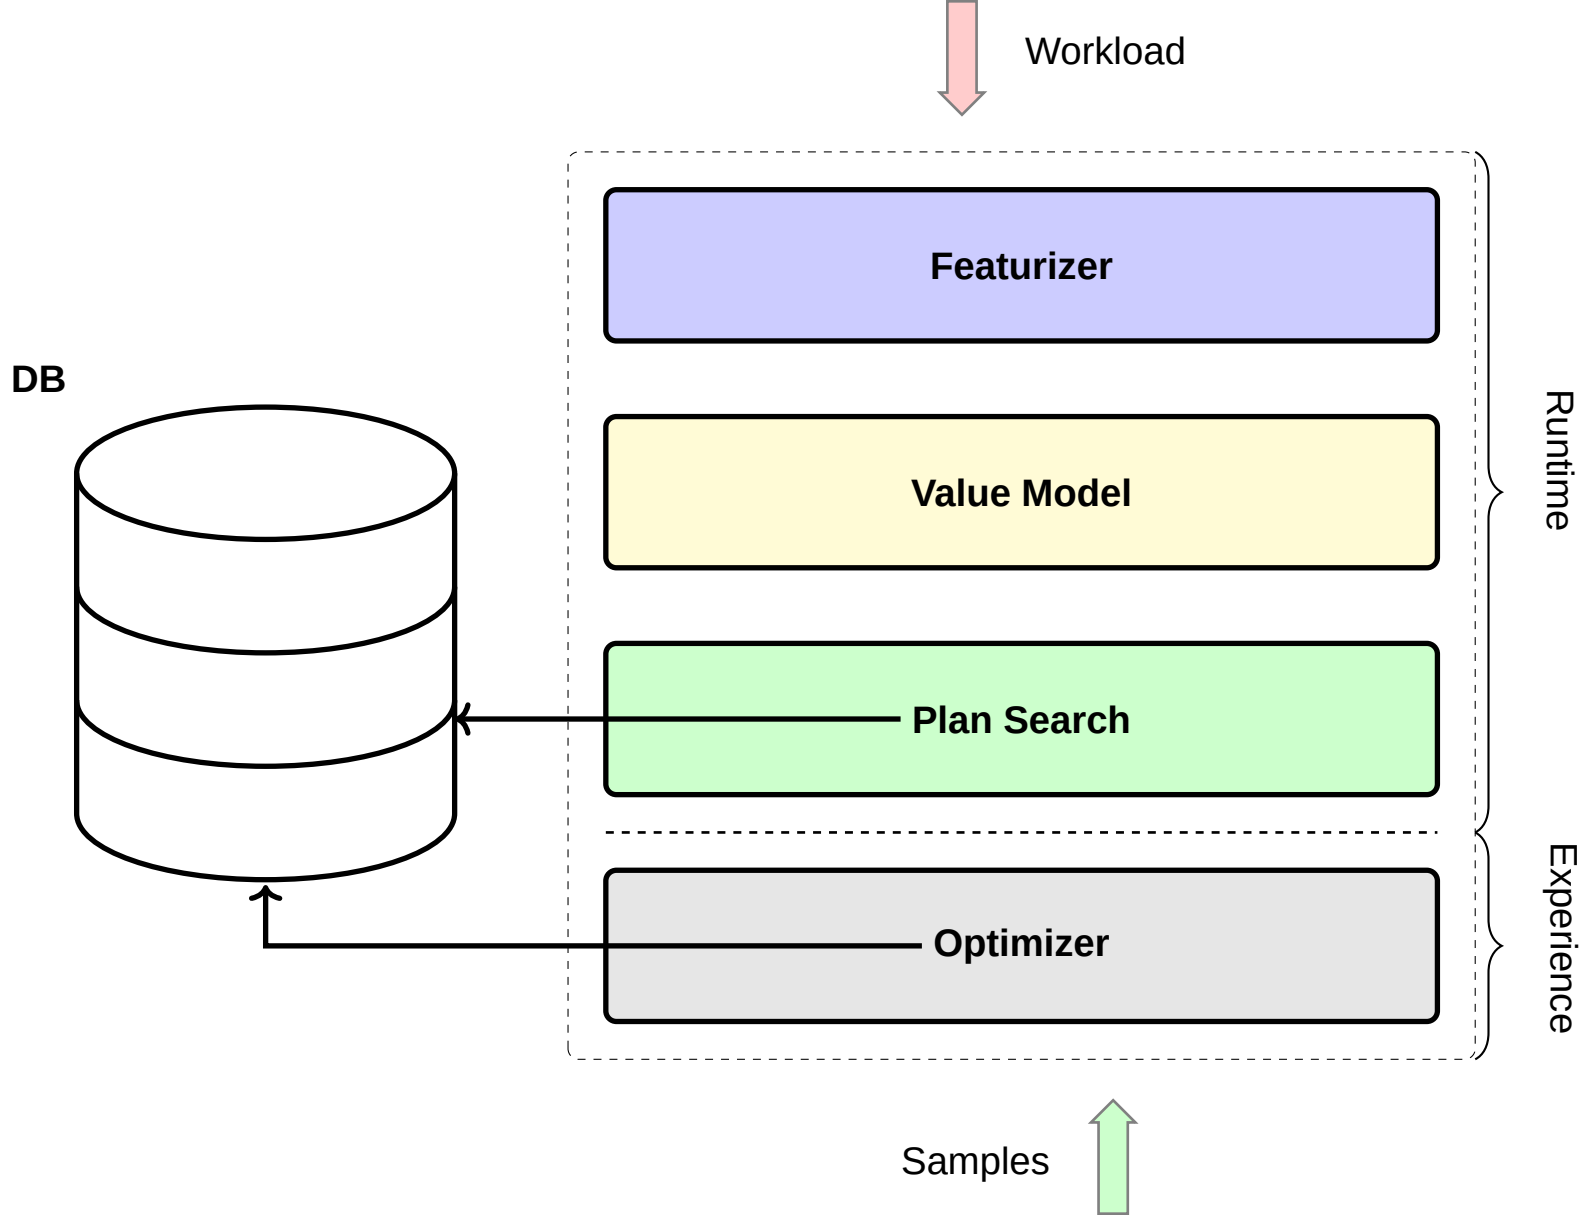 Workload
Featurizer
DB
Value Model
Runtime
Plan Search
Optimizer
Experience
Samples